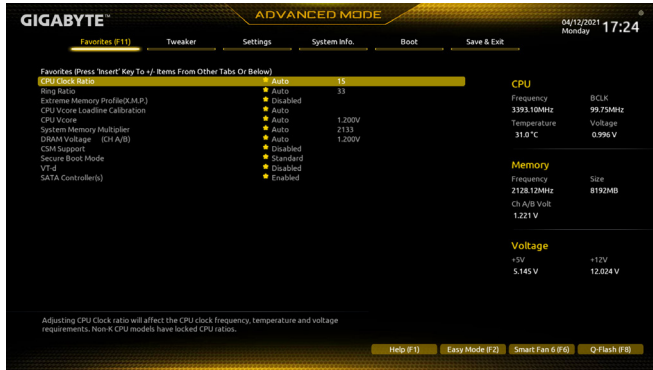 GIGABYTE™
ADVANCED MODE
04/12/2021
Monday 17:24
Favorites (F11) Tweaker Settings System Info. Boot Save & Exit
Favorites (Press 'Insert' Key To +/- Items From Other Tabs Or Below)
CPU Clock Ratio Auto 15
Ring Ratio Auto 33
Extreme Memory Profile(X.M.P.) Disabled
CPU Vcore Loadline Calibration Auto
CPU Vcore Auto 1.200V
System Memory Multiplier Auto 2133
DRAM Voltage (CH A/B) Auto 1.200V
CSM Support Disabled
Secure Boot Mode Standard
VT-d Disabled
SATA Controller(s) Enabled
CPU
Frequency BCLK
3393.10MHz 99.75MHz
Temperature Voltage
31.0 °C 0.996 V
Memory
Frequency Size
2128.12MHz 8192MB
Ch A/B Volt
1.221 V
Voltage
+5V +12V
5.145 V 12.024 V
Adjusting CPU Clock ratio will affect the CPU clock frequency, temperature and voltage
requirements. Non-K CPU models have locked CPU ratios.
Help (F1) Easy Mode (F2) Smart Fan 6 (F6) Q-Flash (F8)